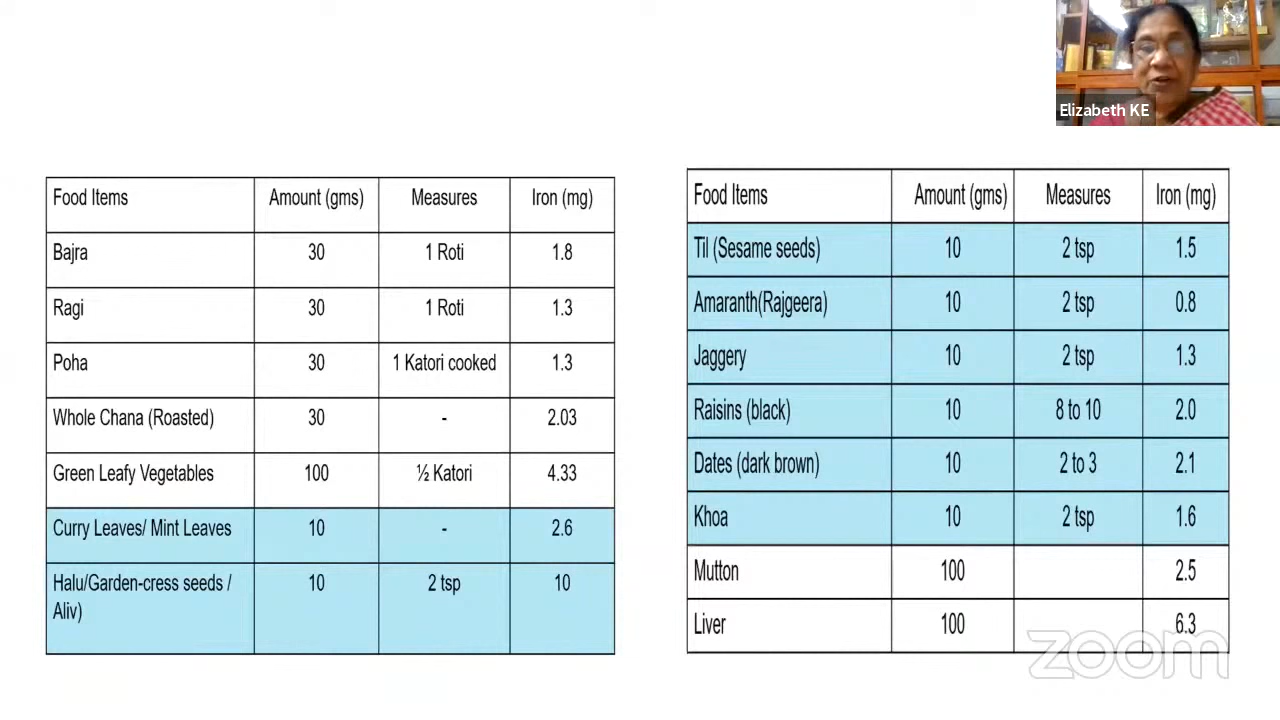 Elizabeth KE
Food Items Amount (gms) Measures Iron (mg)
Bajra 30 1 Roti 1.8
Ragi 30 1 Roti 1.3
Poha 30 1 Katori cooked 1.3
Whole Chana (Roasted) 30 - 2.03
Green Leafy Vegetables 100 ½ Katori 4.33
Curry Leaves/ Mint Leaves 10 - 2.6
Halu/Garden-cress seeds / 10 2 tsp 10
Aliv)
Food Items Amount (gms) Measures Iron (mg)
Til (Sesame seeds) 10 2 tsp 1.5
Amaranth(Rajgeera) 10 2 tsp 0.8
Jaggery 10 2 tsp 1.3
Raisins (black) 10 8 to 10 2.0
Dates (dark brown) 10 2 to 3 2.1
Khoa 10 2 tsp 1.6
Mutton 100 2.5
Liver 100 6.3
zoom